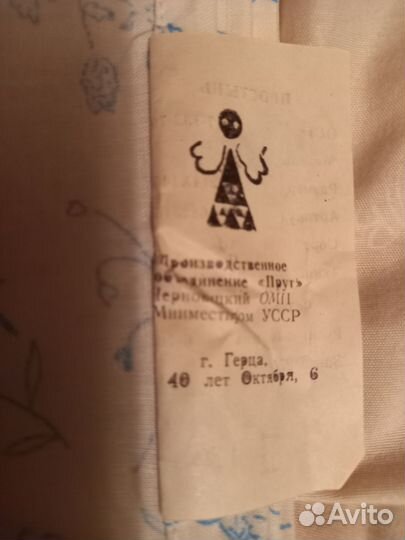 Производственное
объединение «Прут»
Черновицкий ОМП
Минместпром УССР
г. Герца.
40 лет Октября, 6
Avito